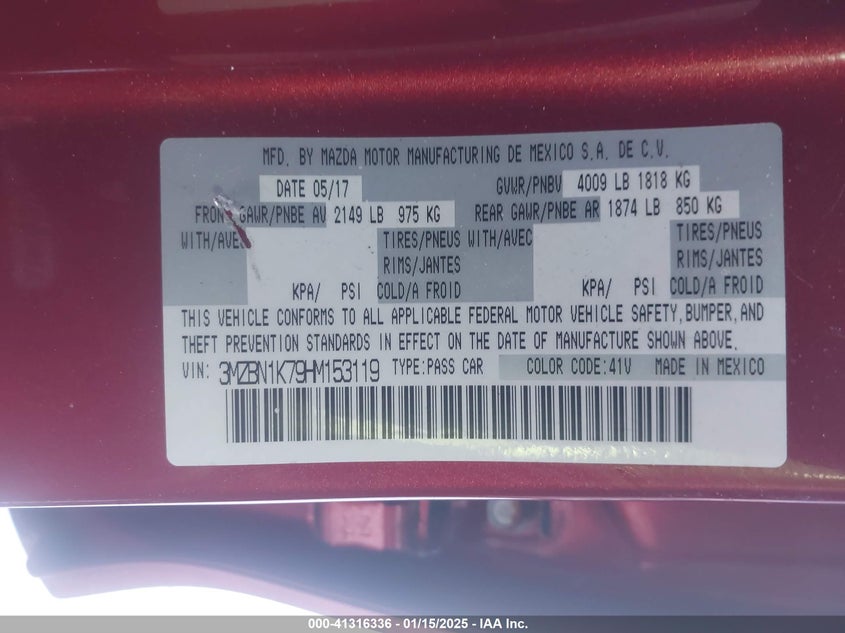 MFD. BY MAZDA MOTOR MANUFACTURING DE MEXICO S.A. DE C.V.
DATE 05/17 GVWR/PNBV 4009 LB 1818 KG
FRONT GAWR/PNBE AV 2149 LB 975 KG REAR GAWR/PNBE AR 1874 LB 850 KG
WITH/AVEC TIRES/PNEUS WITH/AVEC TIRES/PNEUS
RIMS/JANTES RIMS/JANTES
KPA/ PSI COLD/A FROID KPA/ PSI COLD/A FROID
THIS VEHICLE CONFORMS TO ALL APPLICABLE FEDERAL MOTOR VEHICLE SAFETY, BUMPER, AND
THEFT PREVENTION STANDARDS IN EFFECT ON THE DATE OF MANUFACTURE SHOWN ABOVE.
VIN: 3MZBN1K79HM153119 TYPE:PASS CAR COLOR CODE:41V MADE IN MEXICO
000-41316336 - 01/15/2025 - IAA Inc.